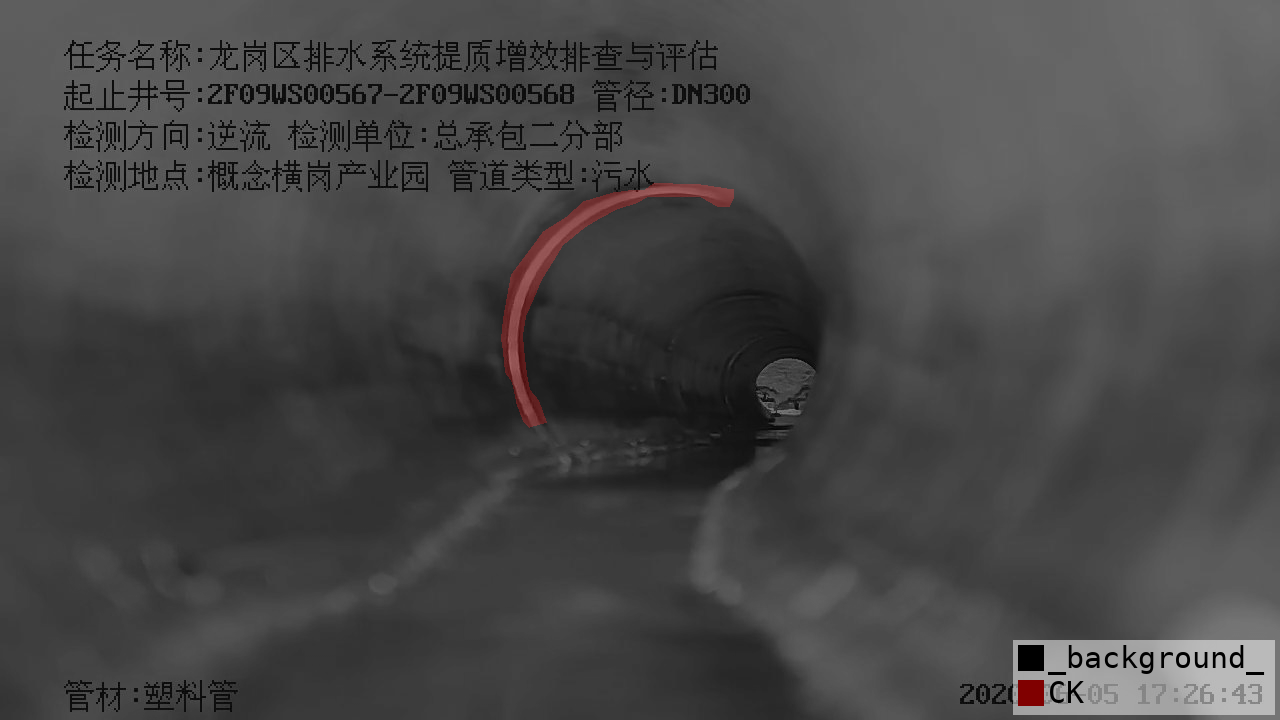 任务名称:龙岗区排水系统提质增效排查与评估
起止井号:2F09WS00567-2F09WS00568 管径:DN300
检测方向:逆流 检测单位:总承包二分部
检测地点:概念横岗产业园 管道类型:污水
_background_
CK
管材:塑料管
05 17:26:43